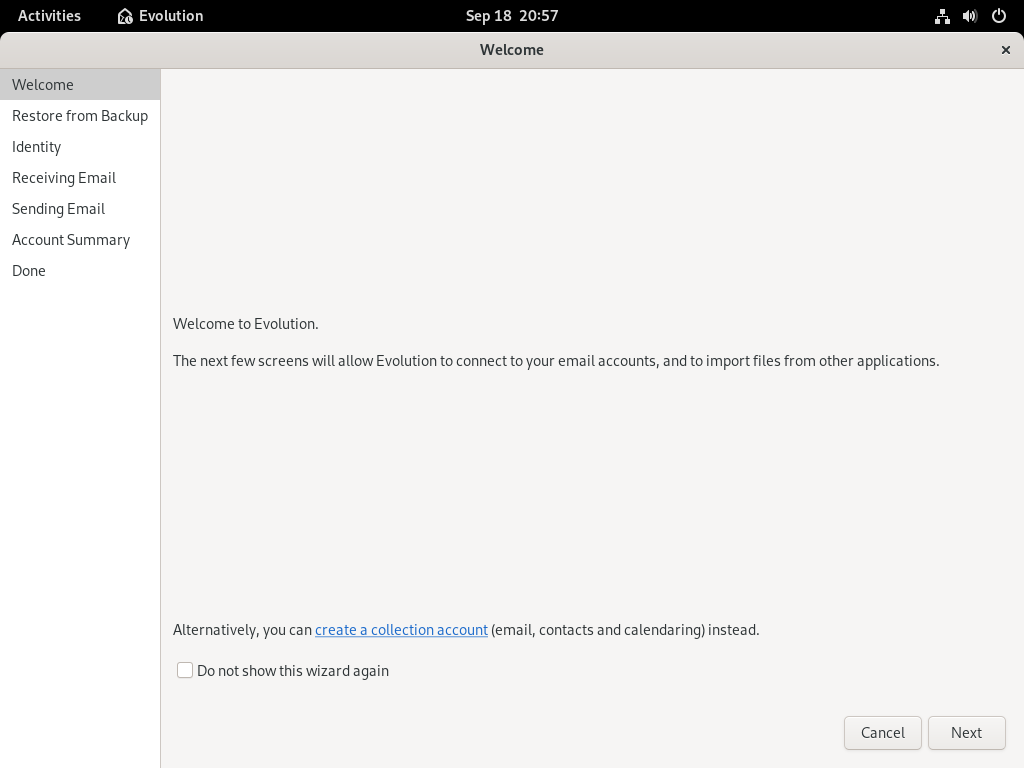 Activities
Evolution
Sep 18 20:57
Welcome
Welcome
Restore from Backup
Identity
Receiving Email
Sending Email
Account Summary
Done
Welcome to Evolution.
The next few screens will allow Evolution to connect to your email accounts, and to import files from other applications.
Alternatively, you can create a collection account (email, contacts and calendaring) instead.
Do not show this wizard again
Cancel
Next